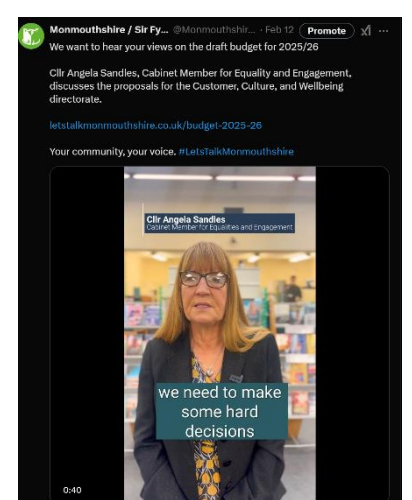 Monmouthshire / Sir Fy... @Monmouthshir... · Feb 12 Promote ...
We want to hear your views on the draft budget for 2025/26
Cllr Angela Sandles, Cabinet Member for Equality and Engagement,
discusses the proposals for the Customer, Culture, and Wellbeing
directorate.
letstalkmonmouthshire.co.uk/budget-2025-26
Your community, your voice. #LetsTalkMonmouthshire
Cllr Angela Sandles
Cabinet Member for Equalities and Engagement
we need to make
some hard
decisions
0:40